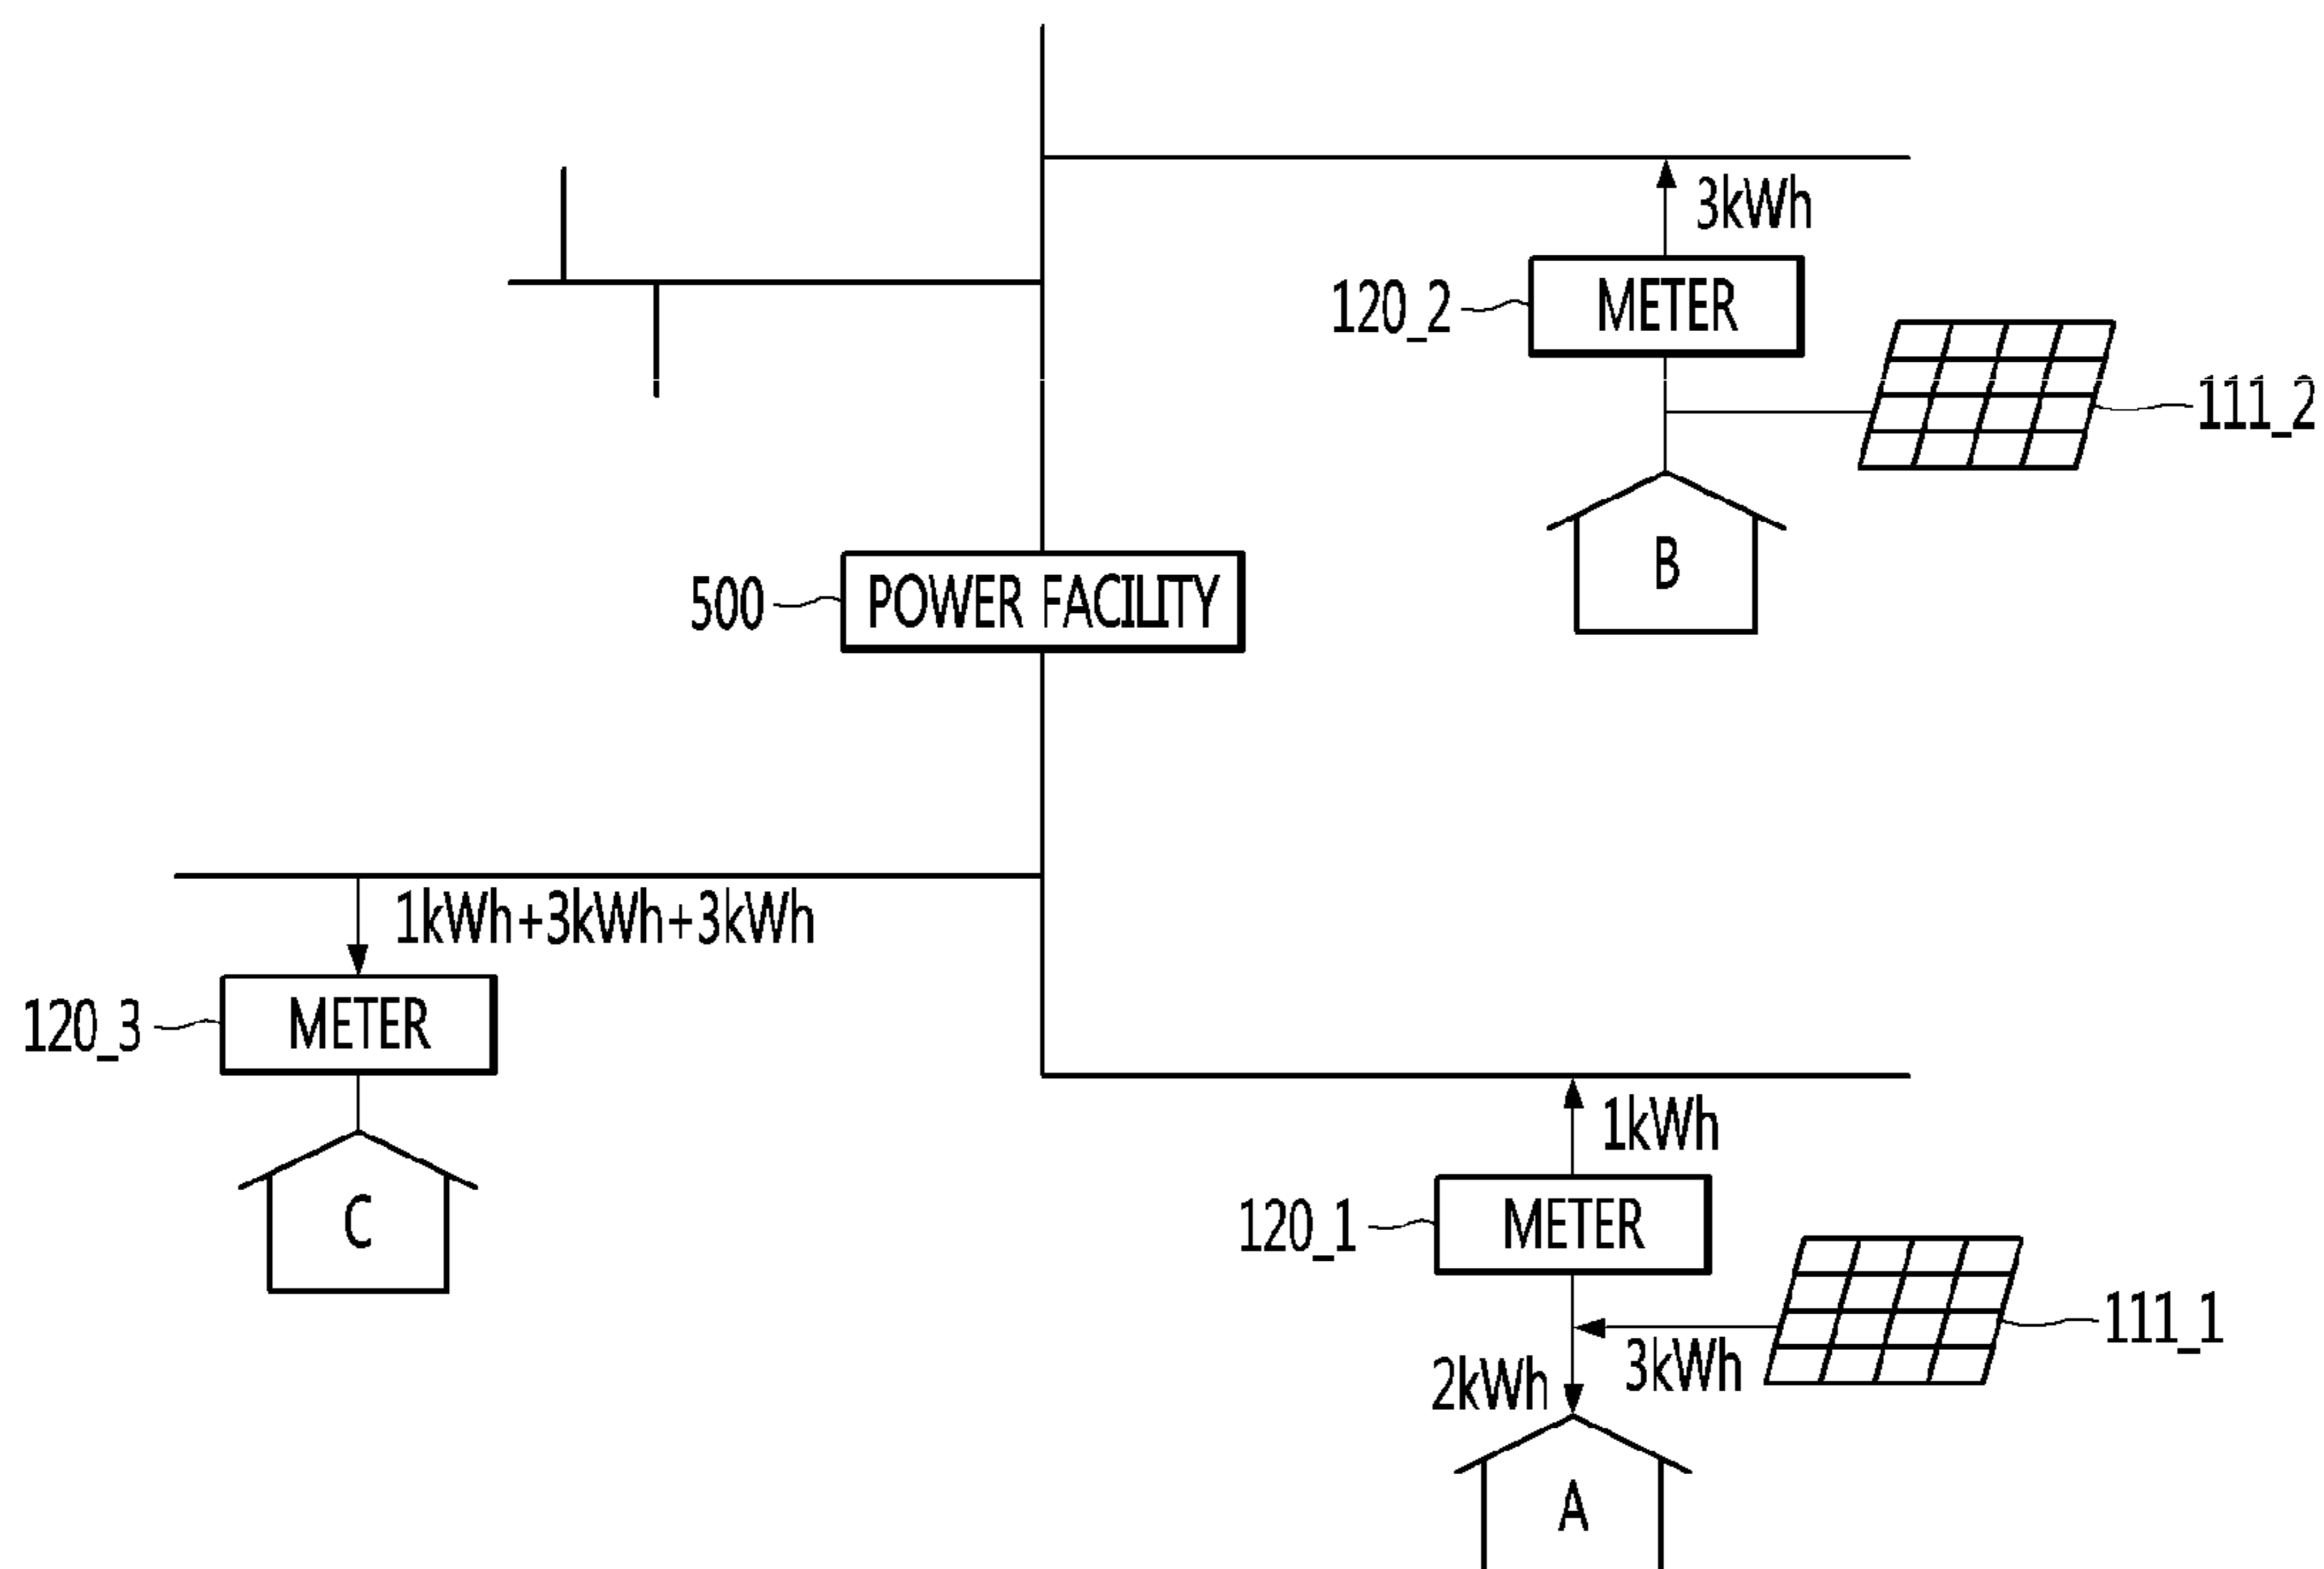 3kWh
120_2
METER
111_2
B
500
POWER FACILITY
1kWh+3kWh+3kWh
120_3
METER
C
1kWh
120_1
METER
111_1
3kWh
2kWh
A